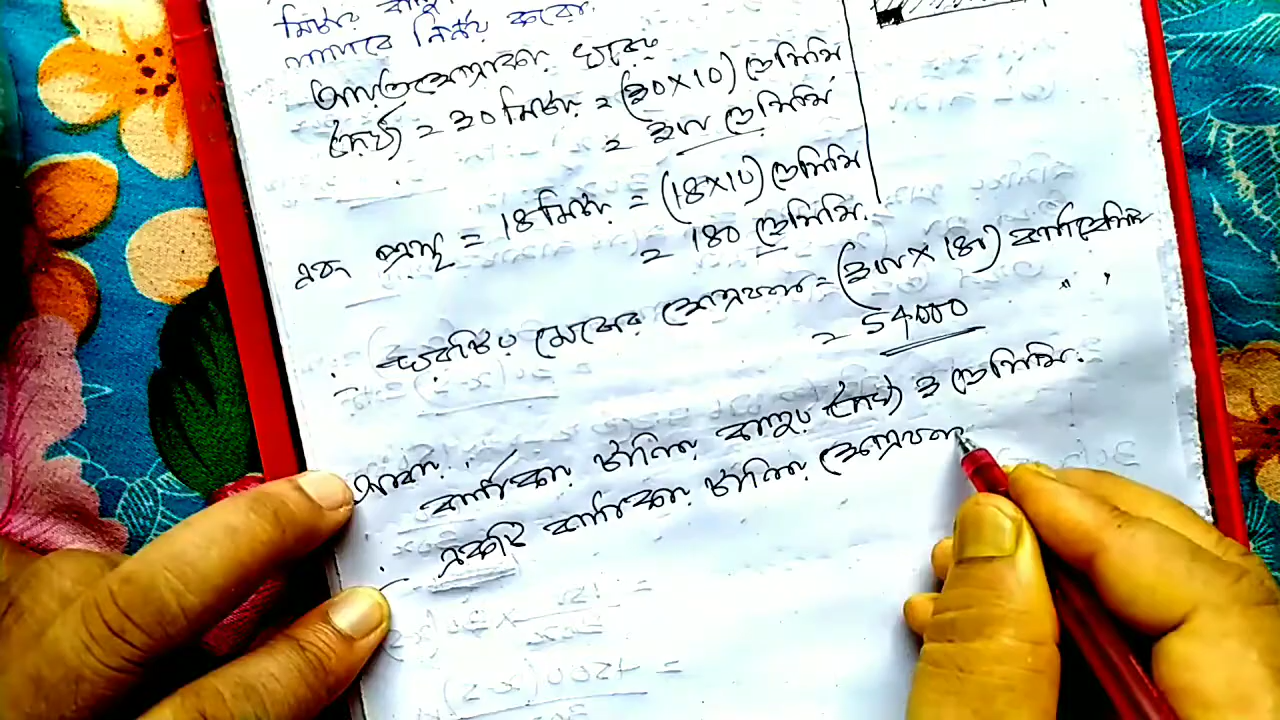 নির্ণয় করো।
আয়তক্ষেত্রাকার ঘরের
দৈর্ঘ্য = 30 মিটার = (30×10) ডেসিমি
= 300 ডেসিমি
এবং প্রস্থ = 18 মিটার = (18×10) ডেসিমি
= 180 ডেসিমি.
∴ ঘরটির মেঝের ক্ষেত্রফল = (300 × 180) বর্গডেসিমি
= 54000 " "
আবার,
বর্গাকার টালির বাহুর দৈর্ঘ্য 3 ডেসিমি.
∴ একটি বর্গাকার টালির ক্ষেত্রফল